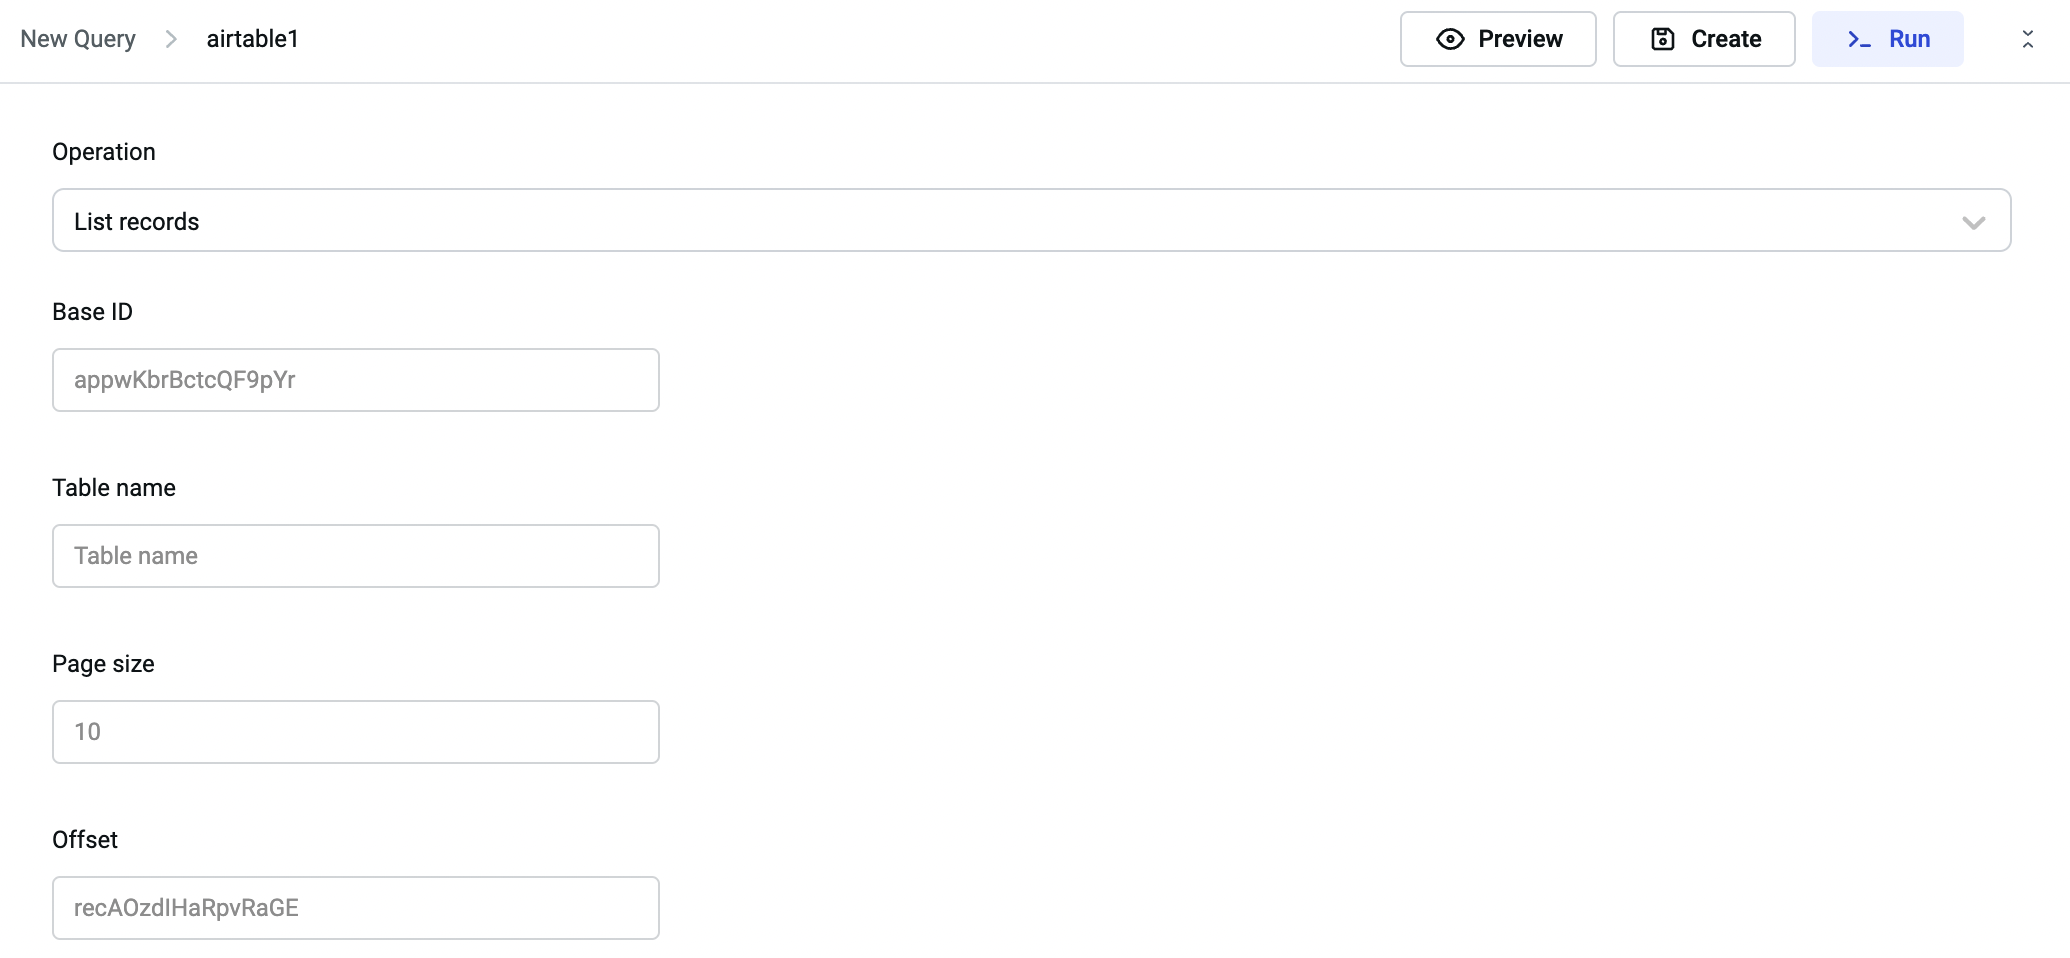 New Query > airtable1
Preview
Create
>_ Run
Operation
List records
Base ID
appwKbrBctcQF9pYr
Table name
Table name
Page size
10
Offset
recAOzdIHaRpvRaGE